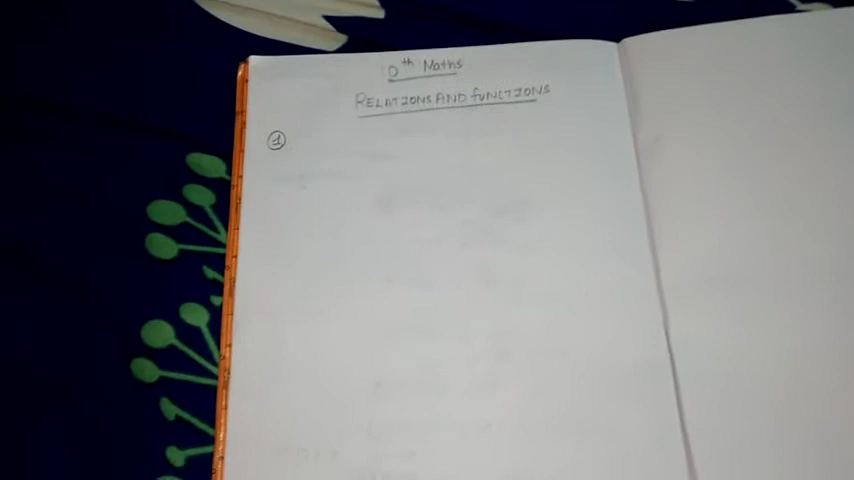 10th Maths
RELATIONS AND FUNCTIONS
①